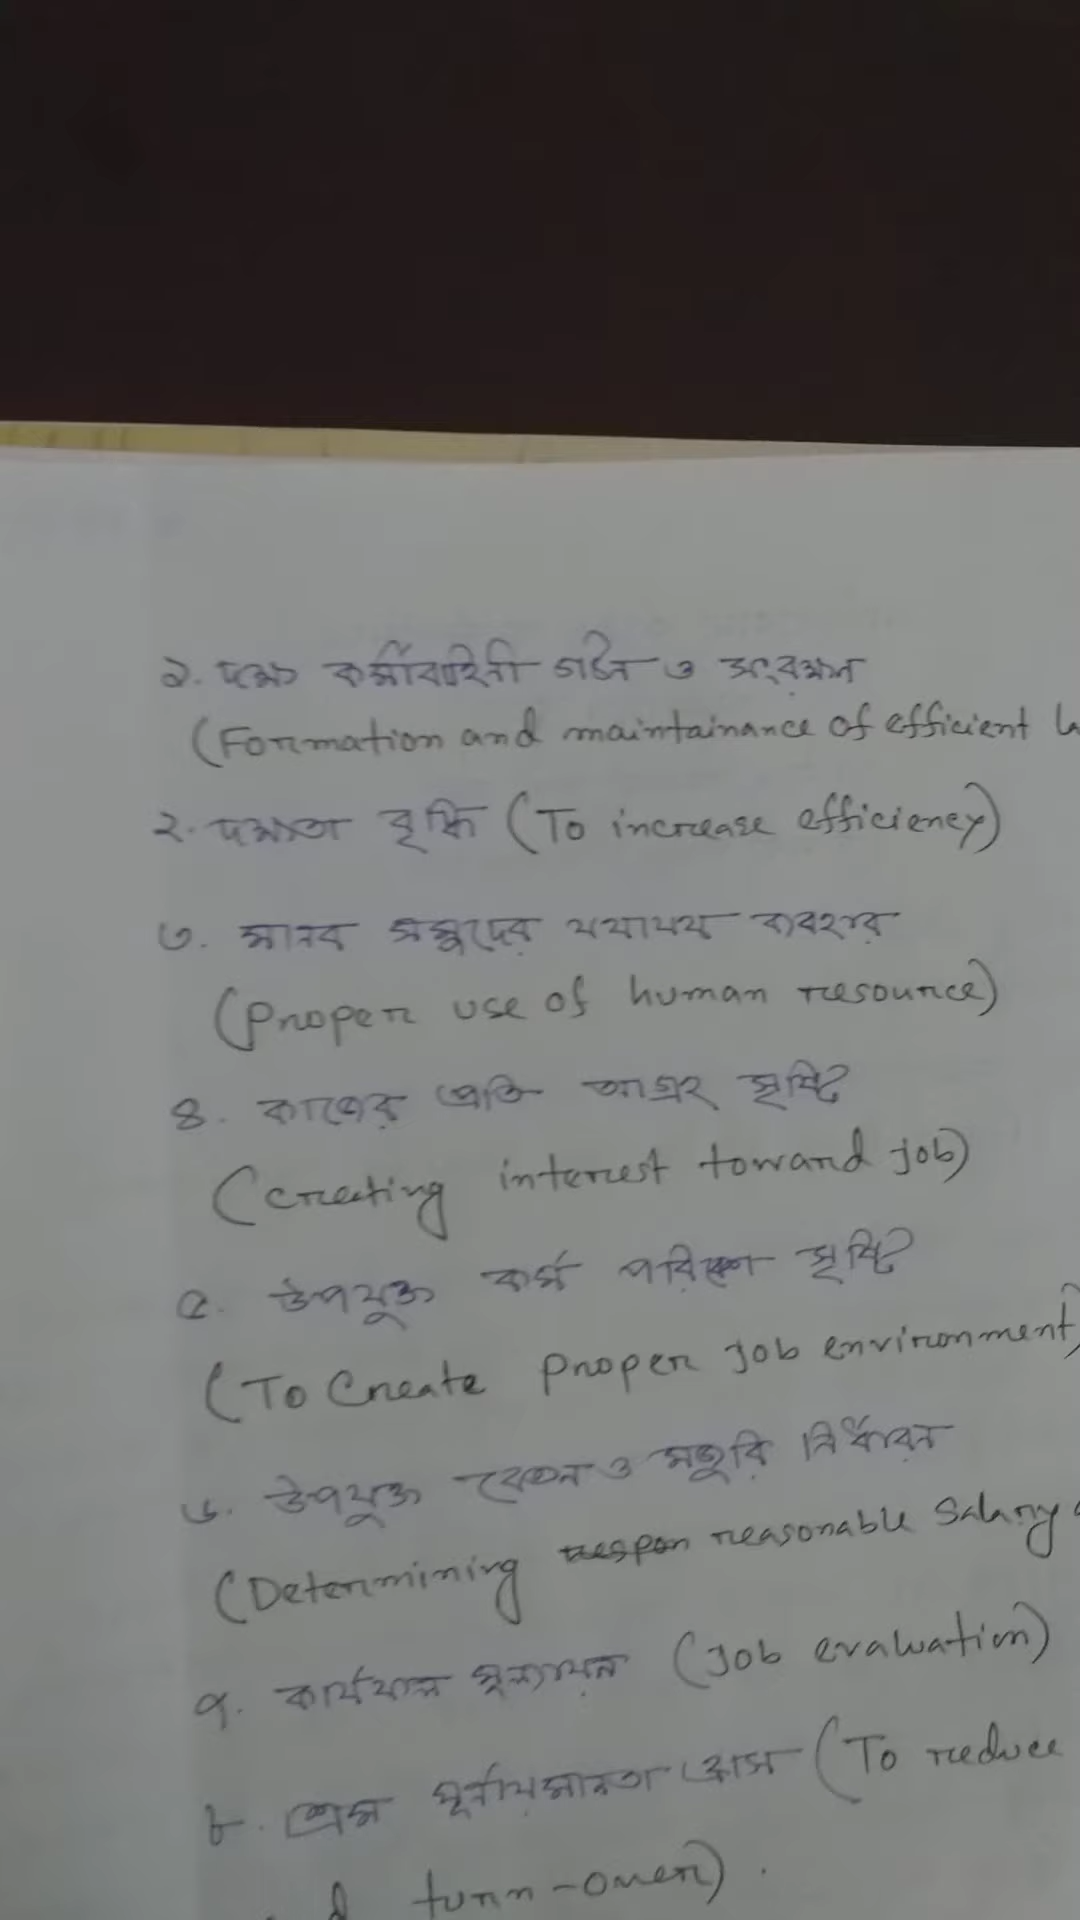 ১. দক্ষ কর্মীবাহিনী গঠন ও সংরক্ষন
(Formation and maintainance of efficient
২. দক্ষতা বৃদ্ধি (To increase efficiency)
৩. মানব সম্পদের যথাযথ ব্যবহার
(Proper use of human resource)
৪. কাজের প্রতি আগ্রহ সৃষ্টি
(creating interest toward job)
৫. উপযুক্ত কর্ম পরিবেশ সৃষ্টি
(To Create proper job environment)
৬. উপযুক্ত বেতন ও মজুরি নির্ধারন
(Determining reasonable salary
৭. কার্যফল মূল্যায়ন (Job evaluation)
৮. শ্রম ঘূর্ণায়মানতা হ্রাস (To reduce
turn-over).